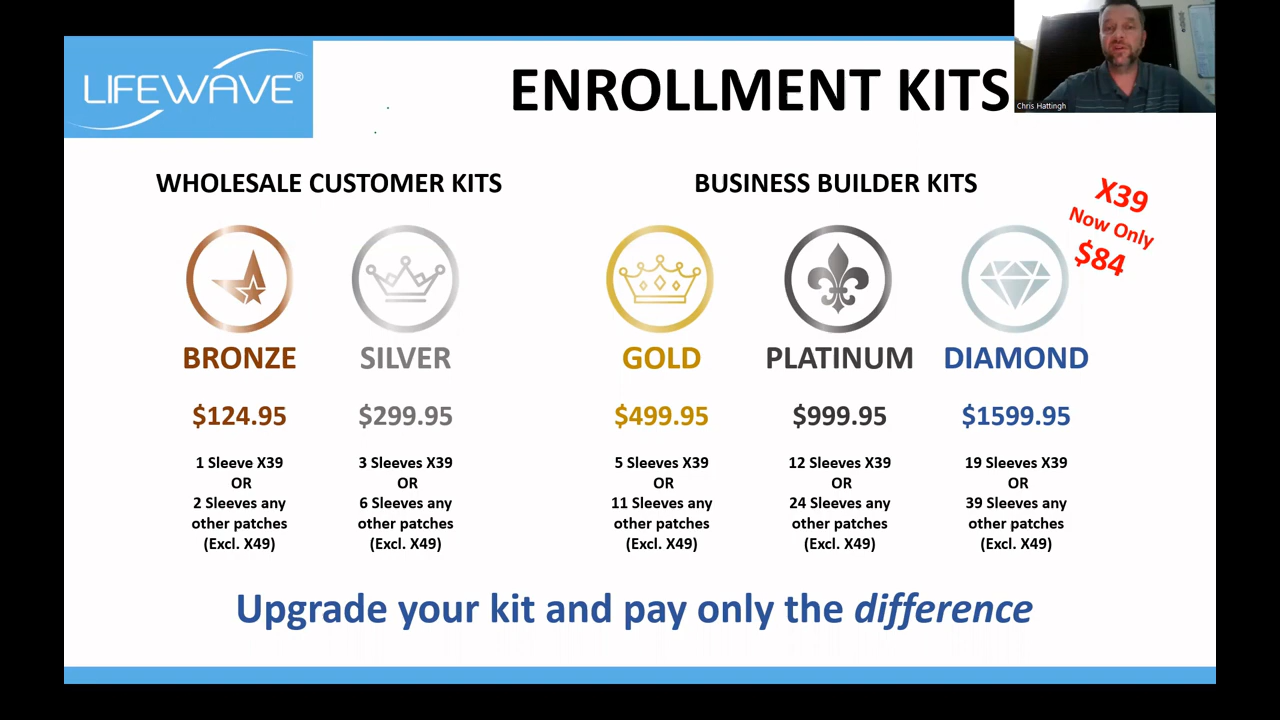 LIFEWAVE®
ENROLLMENT KITS
Chris Hattingh
WHOLESALE CUSTOMER KITS
BUSINESS BUILDER KITS
X39
Now Only
$84
BRONZE
$124.95
1 Sleeve X39
OR
2 Sleeves any
other patches
(Excl. X49)
SILVER
$299.95
3 Sleeves X39
OR
6 Sleeves any
other patches
(Excl. X49)
GOLD
$499.95
5 Sleeves X39
OR
11 Sleeves any
other patches
(Excl. X49)
PLATINUM
$999.95
12 Sleeves X39
OR
24 Sleeves any
other patches
(Excl. X49)
DIAMOND
$1599.95
19 Sleeves X39
OR
39 Sleeves any
other patches
(Excl. X49)
Upgrade your kit and pay only the difference